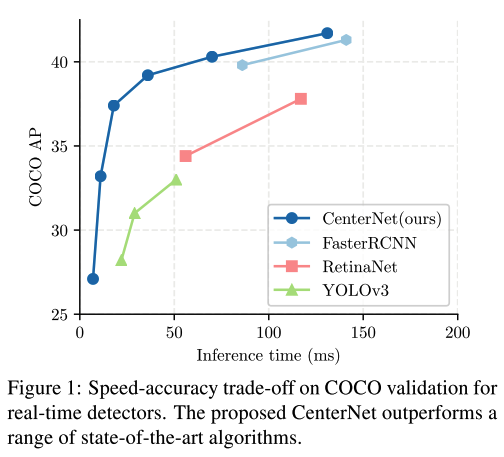 40
35
30
25
COCO AP
0 50 100 150 200
Inference time (ms)
CenterNet(ours)
FasterRCNN
RetinaNet
YOLOv3
Figure 1: Speed-accuracy trade-off on COCO validation for
real-time detectors. The proposed CenterNet outperforms a
range of state-of-the-art algorithms.